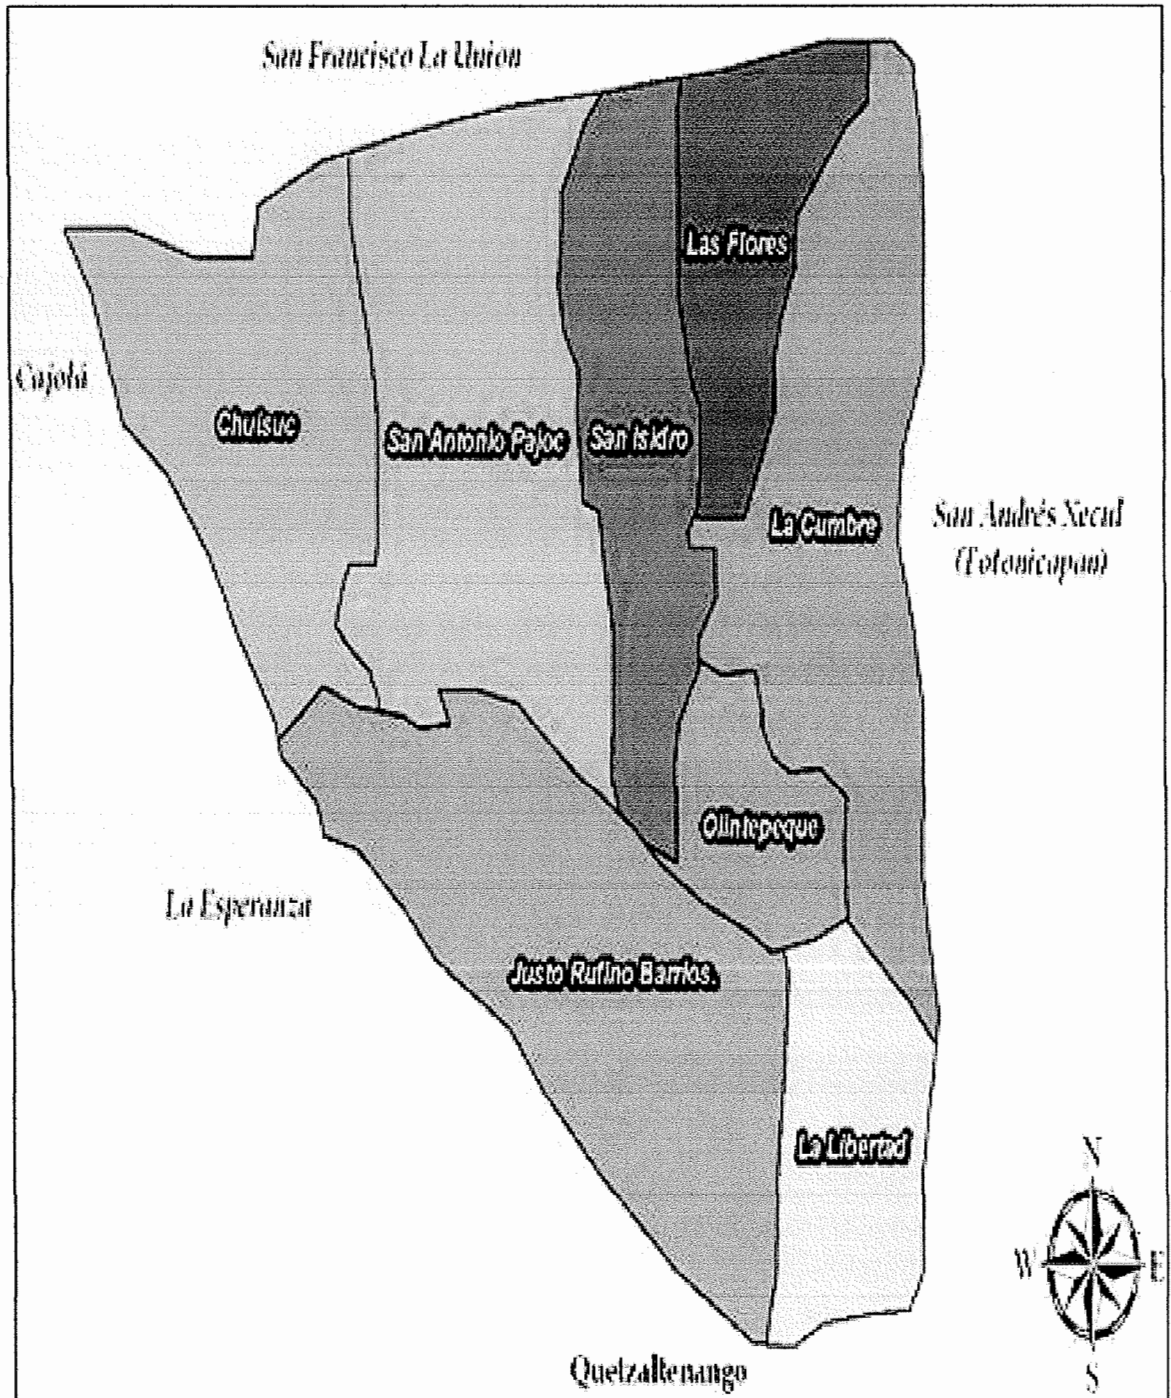 San Francisco La Union
Las Flores
Cajolá
Chuisuc
San Antonio Pajoc
San Isidro
La Cumbre
San Andrés Xecul
(Totonicapan)
Olintepeque
La Esperanza
Justo Rufino Barrios.
La Libertad
N
W
E
S
Quetzaltenango